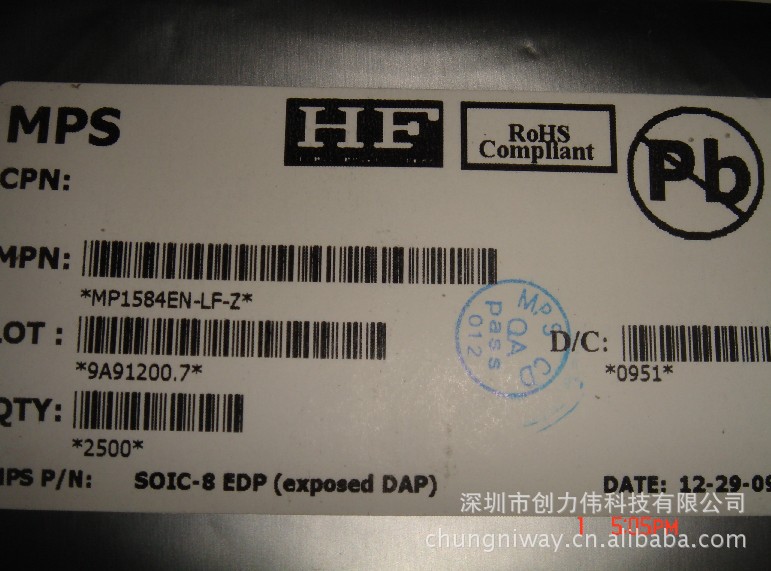 MPS
HF
RoHS
Compliant
Pb
CPN:
MPN:
*MP1584EN-LF-Z*
LOT :
*9A91200.7*
D/C:
*0951*
MPS CD
QA
pass
012
QTY:
*2500*
MPS P/N: SOIC-8 EDP (exposed DAP)
DATE: 12-29-09
深圳市创力伟科技有限公司
1 5:05PM
chungniway.cn.alibaba.com